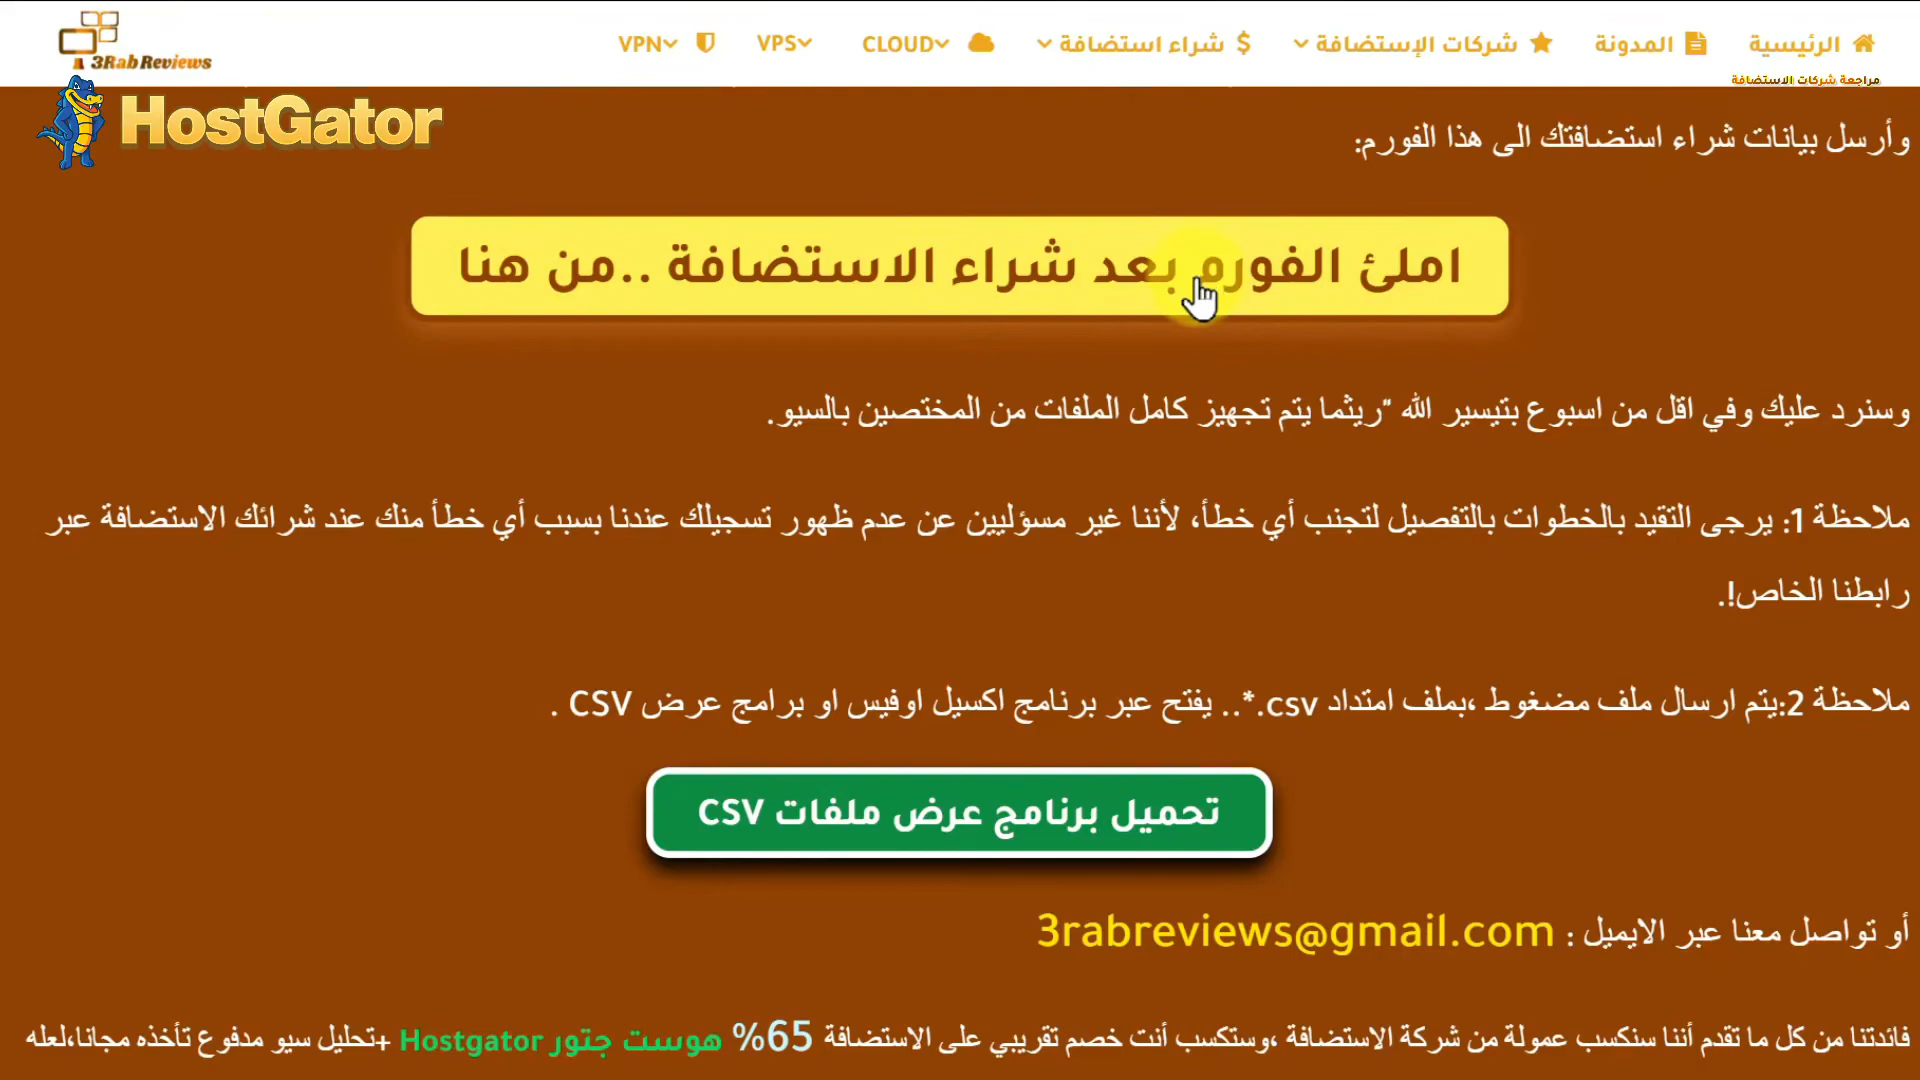 الرئيسية
المدونة
شركات الإستضافة
شراء استضافة
CLOUD
VPS
VPN
3Rab Reviews
مراجعة شركات الاستضافة
HostGator
وأرسل بيانات شراء استضافتك الى هذا الفورم:
املئ الفورم بعد شراء الاستضافة ..من هنا
وسنرد عليك وفي اقل من اسبوع بتيسير الله "ريثما يتم تجهيز كامل الملفات من المختصين بالسيو.
ملاحظة 1: يرجى التقيد بالخطوات بالتفصيل لتجنب أي خطأ، لأننا غير مسؤليين عن عدم ظهور تسجيلك عندنا بسبب أي خطأ منك عند شرائك الاستضافة عبر
رابطنا الخاص!.
ملاحظة 2:يتم ارسال ملف مضغوط ،بملف امتداد csv.*.. يفتح عبر برنامج اكسيل اوفيس او برامج عرض CSV .
تحميل برنامج عرض ملفات CSV
أو تواصل معنا عبر الايميل : 3rabreviews@gmail.com
فائدتنا من كل ما تقدم أننا سنكسب عمولة من شركة الاستضافة ،وستكسب أنت خصم تقريبي على الاستضافة 65% هوست جتور Hostgator +تحليل سيو مدفوع تأخذه مجانا،لعله